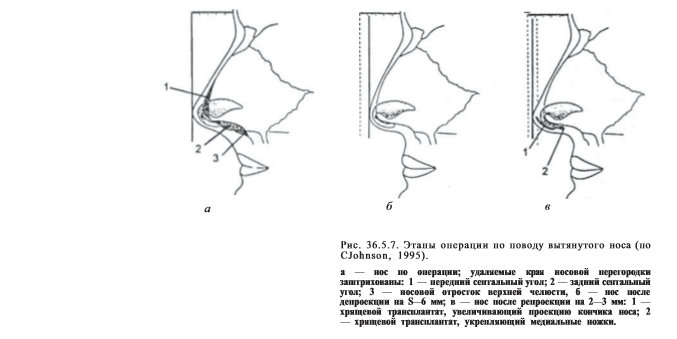 1
2
3
1
2
а
б
в
Рис. 36.5.7. Этапы операции по поводу вытянутого носа (по
CJohnson, 1995).
а — нос но операции; удаляемые края носовой перегородки
заштрихованы: 1 — передний септальный угол; 2 — задний септальный
угол; 3 — носовой отросток верхней челюсти, б — нос после
депроекции на S—6 мм; в — нос после репроекции на 2—3 мм: 1 —
хрящевой трансплантат, увеличивающий проекцию кончика носа; 2
— хрящевой трансплантат, укрепляющий медиальные ножки.